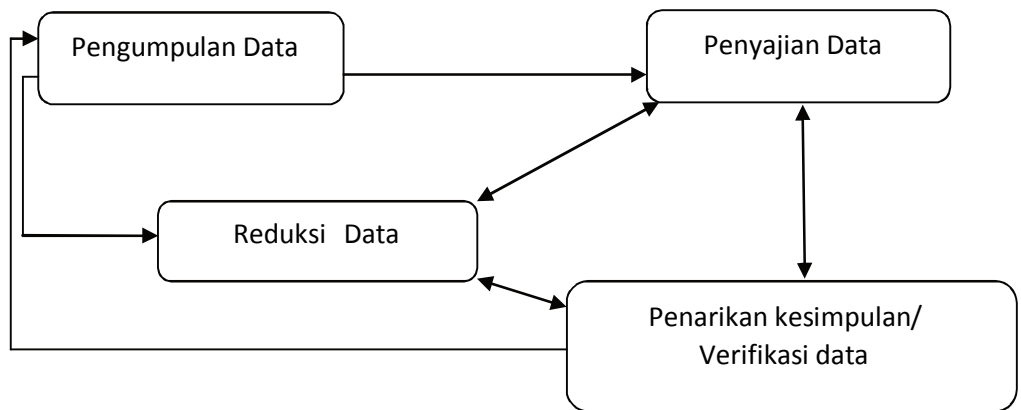 Pengumpulan Data
Penyajian Data
Reduksi Data
Penarikan kesimpulan/
Verifikasi data